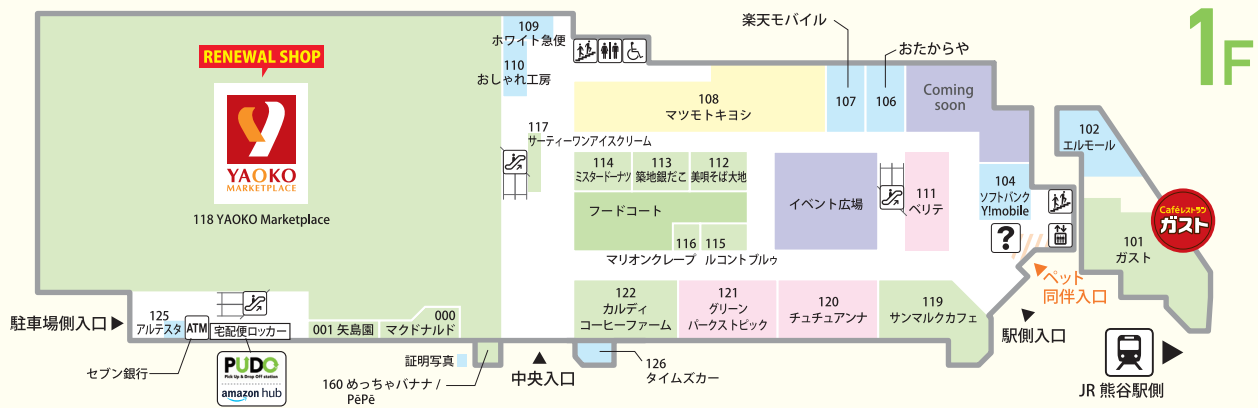 1F
RENEWAL SHOP
YAOKO
MARKETPLACE
118 YAOKO Marketplace
109
ホワイト急便
110
おしゃれ工房
117
サーティーワンアイスクリーム
楽天モバイル
おたからや
108
マツモトキヨシ
107
106
Coming
soon
102
エルモール
114
ミスタードーナツ
113
築地銀だこ
112
美唄そば大地
フードコート
116
マリオンクレープ
115
ルコントブルゥ
イベント広場
111
ベリテ
104
ソフトバンク
Y!mobile
?
Caféレストラン
ガスト
101
ガスト
ペット
同伴入口
122
カルディ
コーヒーファーム
121
グリーン
パークストピック
120
チュチュアンナ
119
サンマルクカフェ
駅側入口
JR 熊谷駅側
駐車場側入口
125
アルテスタ
ATM
宅配便ロッカー
001 矢島園
000
マクドナルド
セブン銀行
PUDO
Pick Up & Drop Off station
amazon hub
証明写真
160 めっちゃバナナ /
PēPē
中央入口
126
タイムズカー